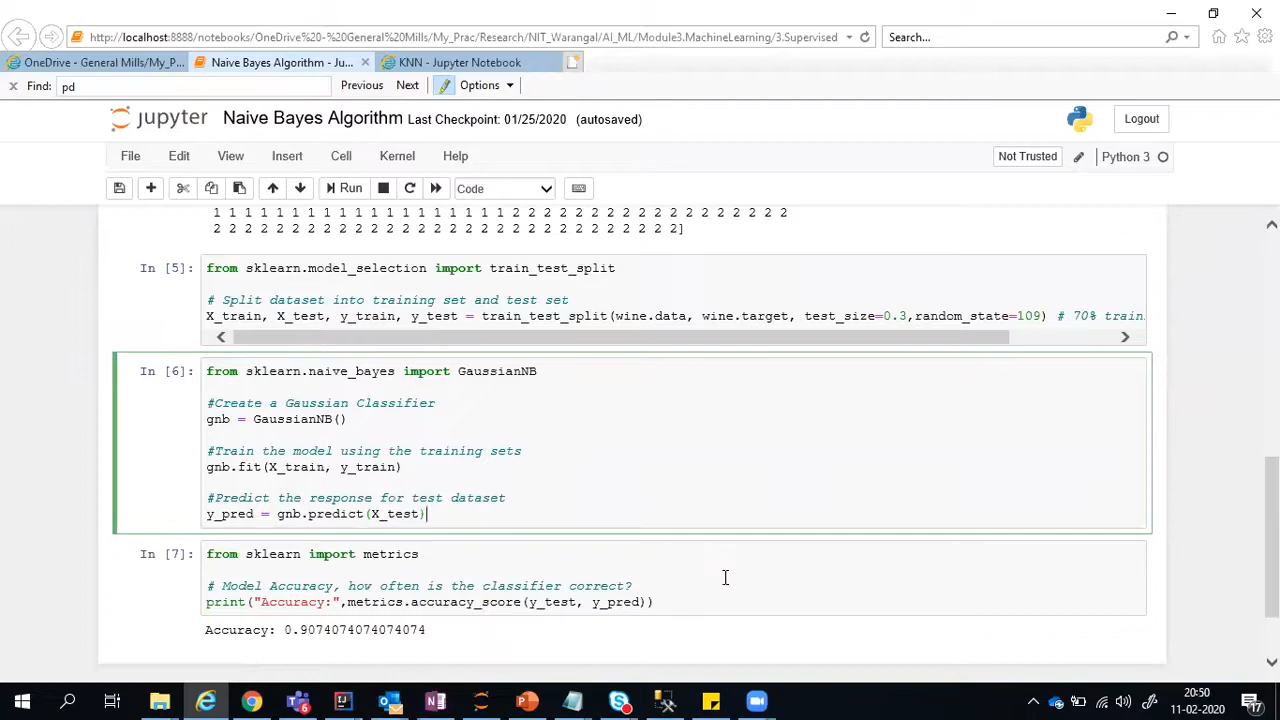 http://localhost:8888/notebooks/OneDrive%20-%20General%20Mills/My_Prac/Research/NIT_Warangal/AI_ML/Module3.MachineLearning/3.Supervised
Search...
OneDrive - General Mills/My_P...
Naive Bayes Algorithm - Ju...
KNN - Jupyter Notebook
Find: pd
Previous Next Options
jupyter Naive Bayes Algorithm Last Checkpoint: 01/25/2020 (autosaved)
Logout
File Edit View Insert Cell Kernel Help
Not Trusted
Python 3
Run
Code
1 1 1 1 1 1 1 1 1 1 1 1 1 1 1 1 1 1 1 2 2 2 2 2 2 2 2 2 2 2 2 2 2 2 2 2 2
2 2 2 2 2 2 2 2 2 2 2 2 2 2 2 2 2 2 2 2 2 2 2 2 2 2 2 2 2 2]
In [5]: from sklearn.model_selection import train_test_split
# Split dataset into training set and test set
X_train, X_test, y_train, y_test = train_test_split(wine.data, wine.target, test_size=0.3,random_state=109) # 70% train
In [6]: from sklearn.naive_bayes import GaussianNB
#Create a Gaussian Classifier
gnb = GaussianNB()
#Train the model using the training sets
gnb.fit(X_train, y_train)
#Predict the response for test dataset
y_pred = gnb.predict(X_test)
In [7]: from sklearn import metrics
# Model Accuracy, how often is the classifier correct?
print("Accuracy:",metrics.accuracy_score(y_test, y_pred))
Accuracy: 0.9074074074074074
20:50
11-02-2020
17